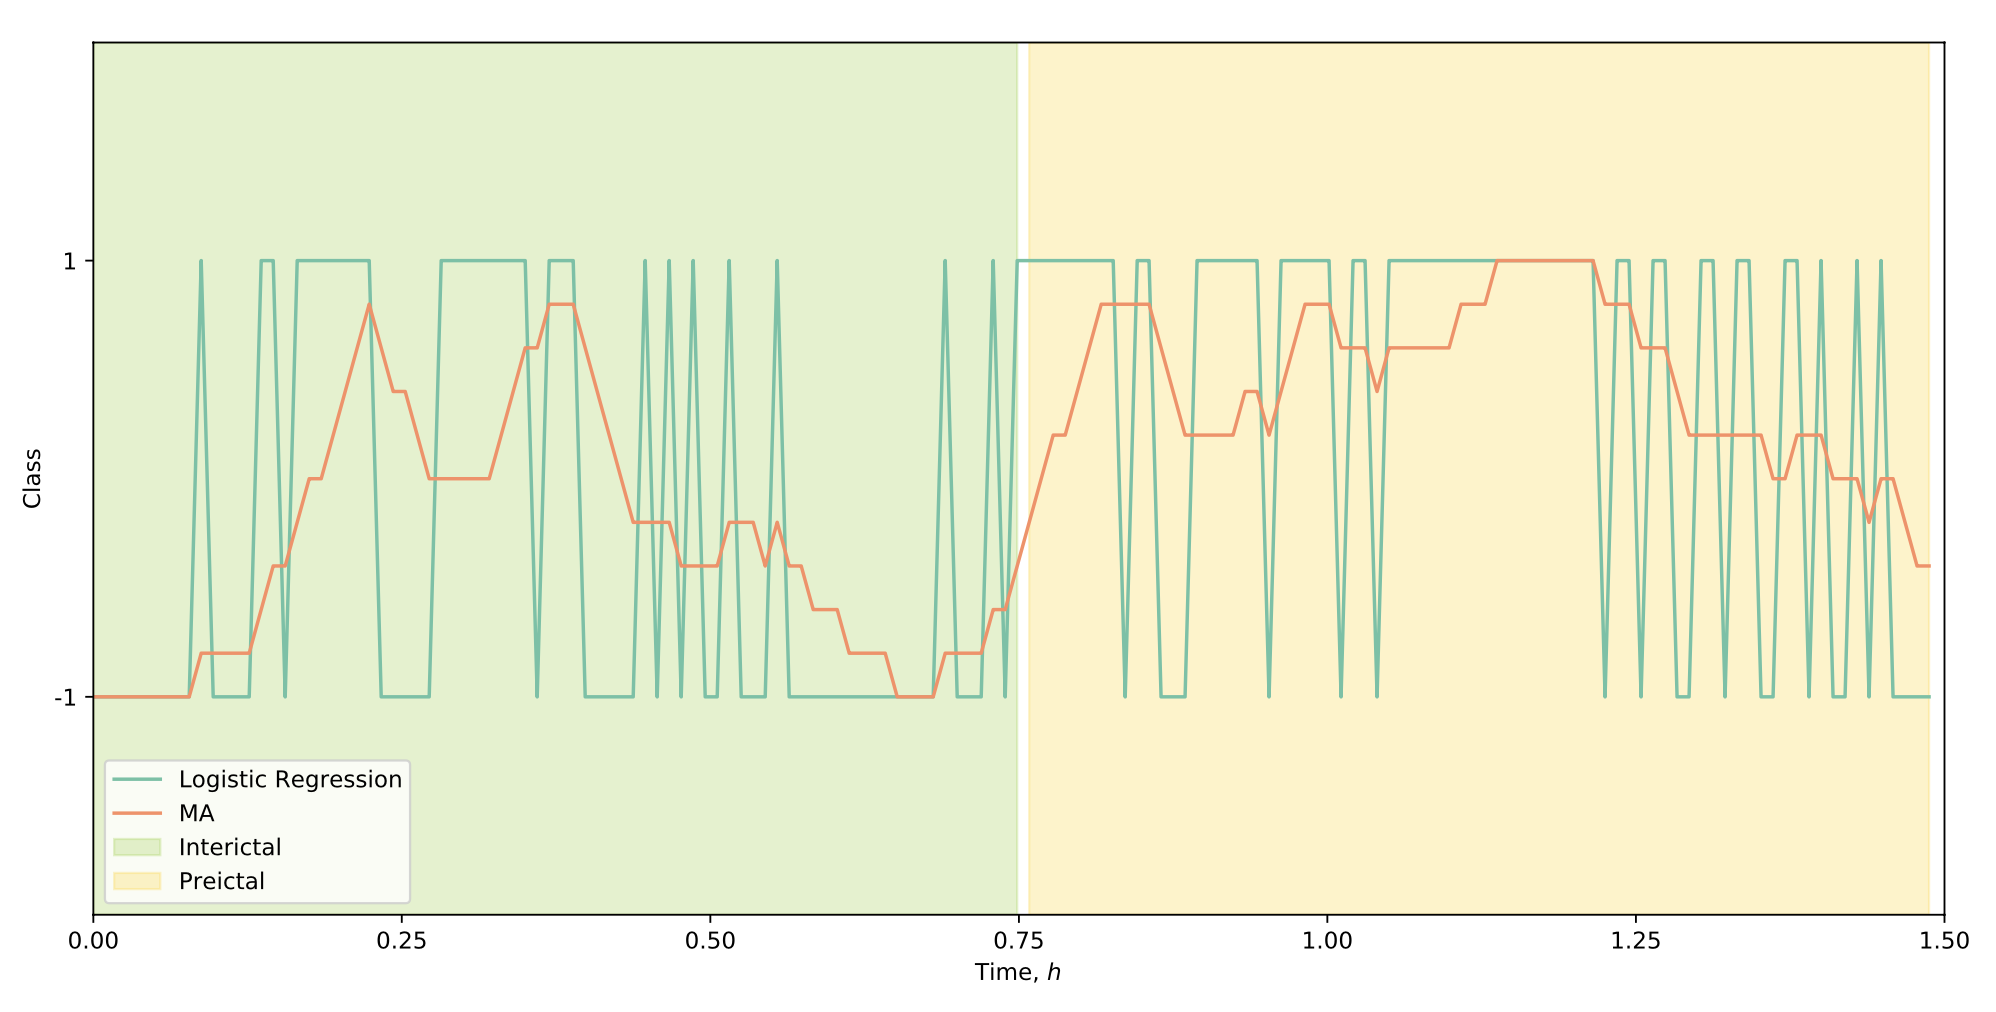 Class
1
-1
Logistic Regression
MA
Interictal
Preictal
0.00 0.25 0.50 0.75 1.00 1.25 1.50
Time, h